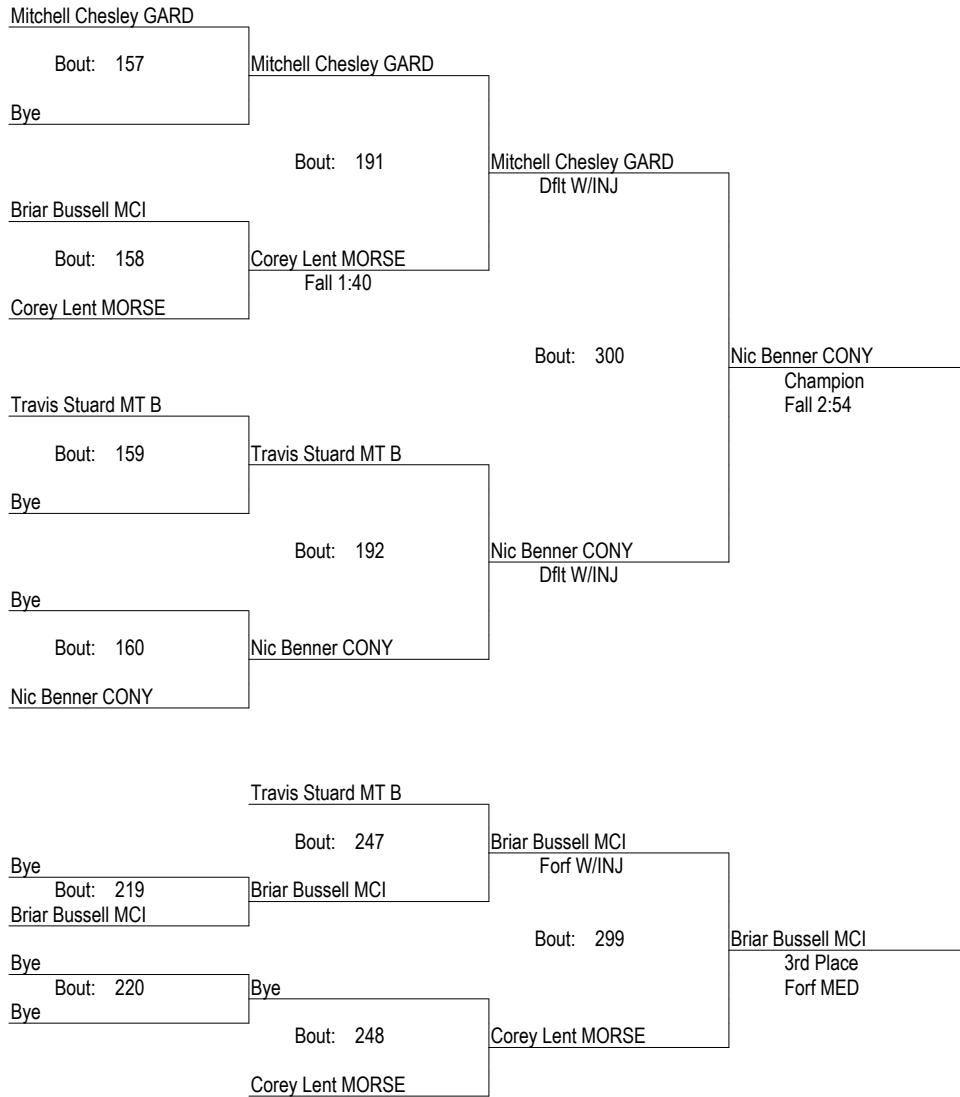 Mitchell Chesley GARD
Bout: 157
Mitchell Chesley GARD
Bye
Bout: 191
Mitchell Chesley GARD
Dflt W/INJ
Briar Bussell MCI
Bout: 158
Corey Lent MORSE
Fall 1:40
Corey Lent MORSE
Bout: 300
Nic Benner CONY
Champion
Fall 2:54
Travis Stuard MT B
Bout: 159
Travis Stuard MT B
Bye
Bout: 192
Nic Benner CONY
Dflt W/INJ
Bye
Bout: 160
Nic Benner CONY
Nic Benner CONY
Travis Stuard MT B
Bout: 247
Briar Bussell MCI
Forf W/INJ
Bye
Bout: 219
Briar Bussell MCI
Briar Bussell MCI
Bout: 299
Briar Bussell MCI
3rd Place
Forf MED
Bye
Bout: 220
Bye
Bye
Bout: 248
Corey Lent MORSE
Corey Lent MORSE